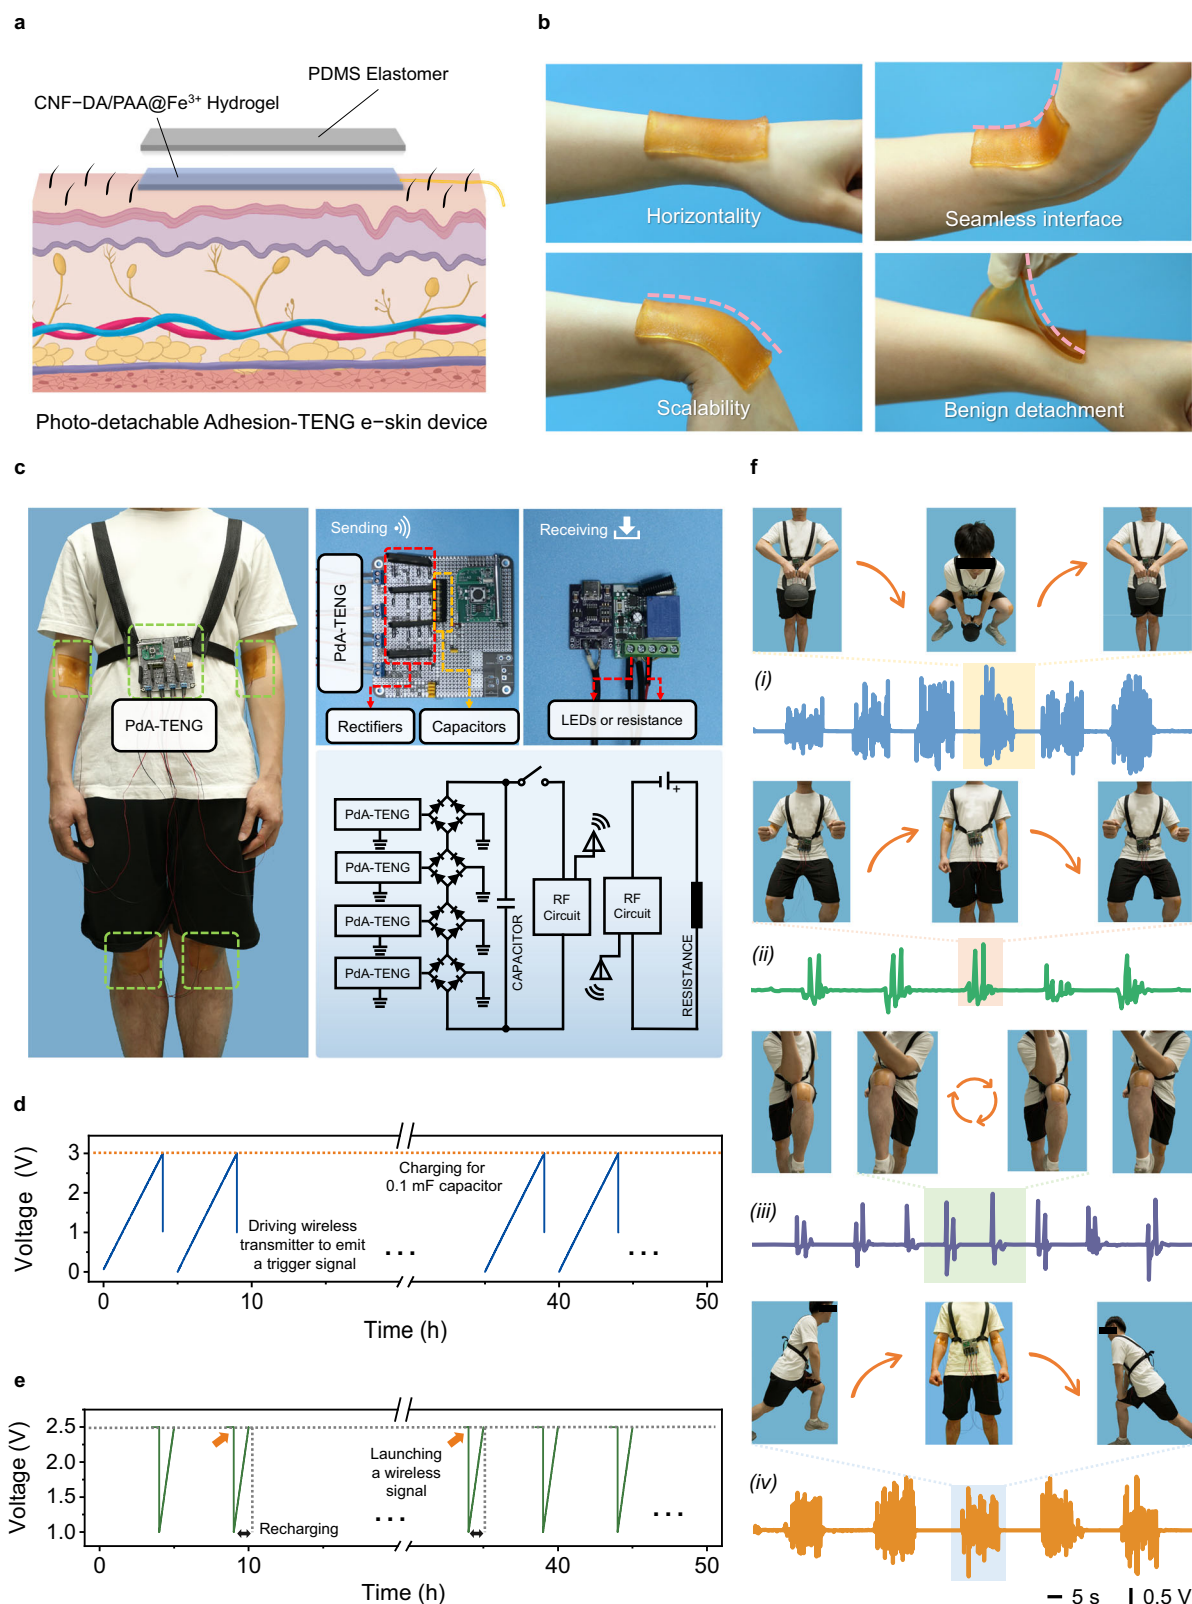 a
PDMS Elastomer
CNF−DA/PAA@Fe³⁺ Hydrogel
Photo-detachable Adhesion-TENG e−skin device
b
Horizontality
Seamless interface
Scalability
Benign detachment
c
PdA-TENG
Sending
Receiving
PdA-TENG
Rectifiers
Capacitors
LEDs or resistance
PdA-TENG
PdA-TENG
PdA-TENG
PdA-TENG
CAPACITOR
RF
Circuit
+
RF
Circuit
RESISTANCE
d
Voltage (V)
3
2
1
0
Charging for
0.1 mF capacitor
Driving wireless
transmitter to emit
a trigger signal
...
...
0
10
40
50
Time (h)
e
Voltage (V)
2.5
2.0
1.5
1.0
Launching
a wireless
signal
Recharging
...
...
0
10
40
50
Time (h)
f
(i)
(ii)
(iii)
(iv)
5 s
0.5 V